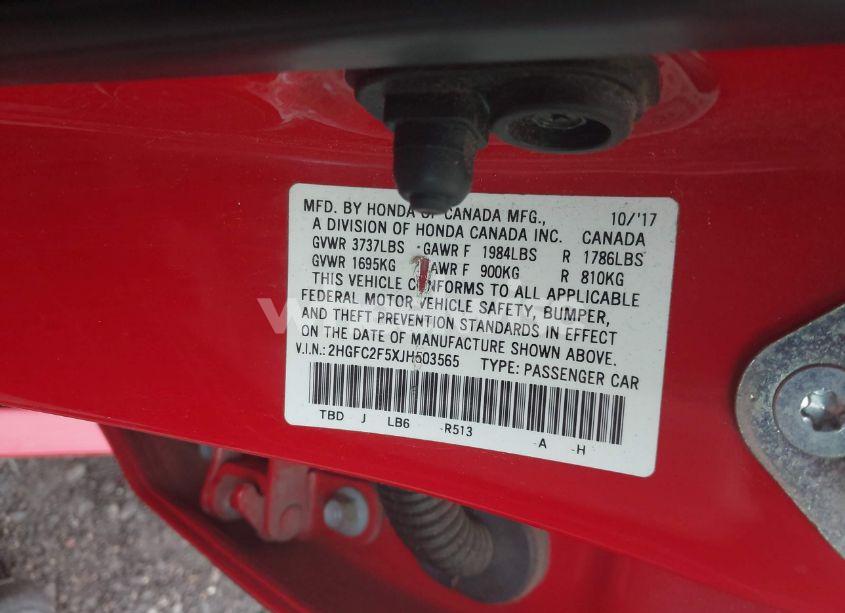 MFD. BY HONDA OF CANADA MFG., 10/'17
A DIVISION OF HONDA CANADA INC. CANADA
GVWR 3737LBS GAWR F 1984LBS R 1786LBS
GVWR 1695KG GAWR F 900KG R 810KG
THIS VEHICLE CONFORMS TO ALL APPLICABLE
FEDERAL MOTOR VEHICLE SAFETY, BUMPER,
AND THEFT PREVENTION STANDARDS IN EFFECT
ON THE DATE OF MANUFACTURE SHOWN ABOVE.
V.I.N.: 2HGFC2F5XJH503565 TYPE: PASSENGER CAR
TBD J LB6 -R513 -A -H